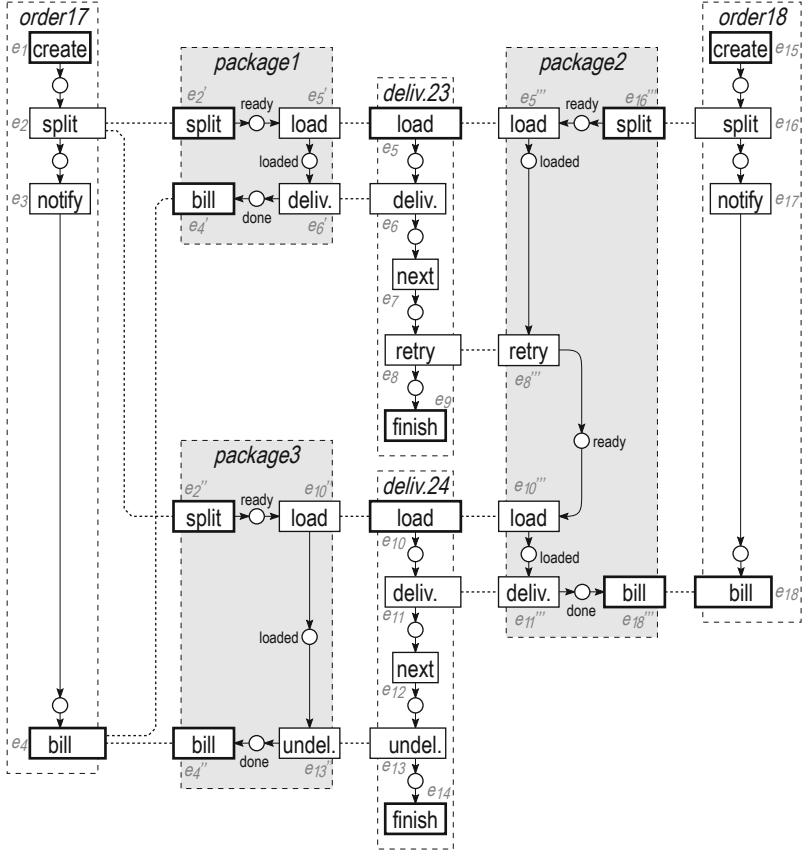 order17
order18
e1 create
package1
package2
create e15
e2'
ready
e5'
deliv.23
e5'''
ready
e16''
e2 split
split
load
load
load
split
split e16
loaded
e5
loaded
e3 notify
bill
deliv.
deliv.
notify e17
e4'
done
e6'
e6
next
e7
retry
retry
e8
e8'''
e9
finish
ready
package3
e2''
ready
e10''
deliv.24
e10'''
split
load
load
load
e10
loaded
deliv.
deliv.
bill
bill e18
e11
e11'''
done
e18'''
loaded
next
e12
e4 bill
bill
undel.
undel.
e4''
done
e13''
e13
e14
finish